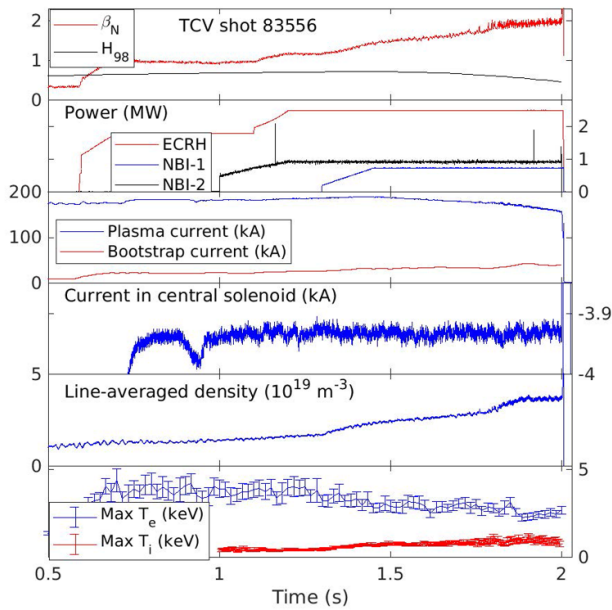 TCV shot 83556
β_N
H_98
2
1
0
Power (MW)
ECRH
NBI-1
NBI-2
2
1
0
200
100
0
Plasma current (kA)
Bootstrap current (kA)
Current in central solenoid (kA)
-3.9
-4
5
0
Line-averaged density (10^19 m^-3)
5
0
Max T_e (keV)
Max T_i (keV)
0.5 1 1.5 2
Time (s)